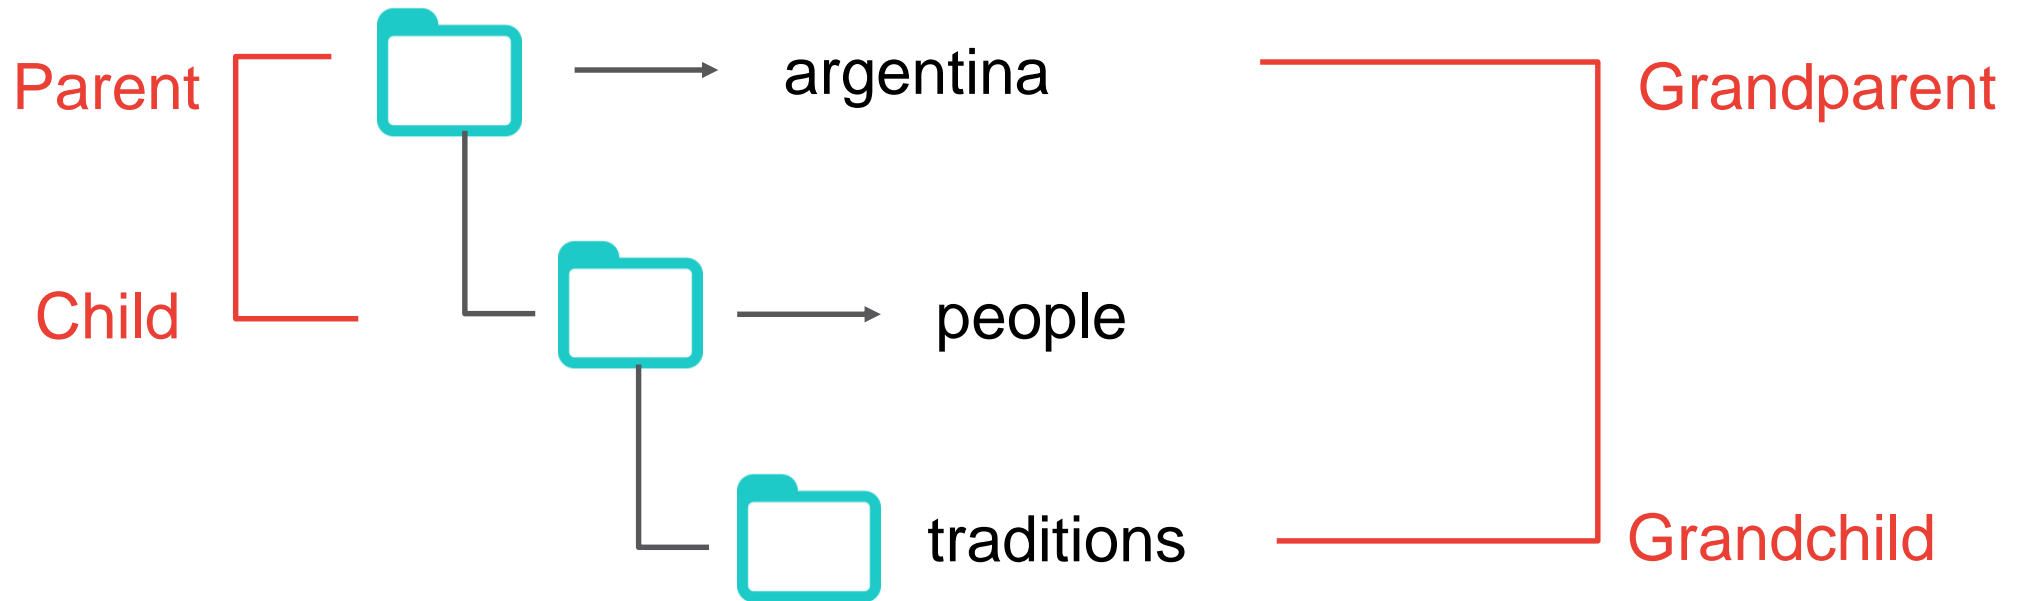 Parent
argentina
Grandparent
Child
people
traditions
Grandchild